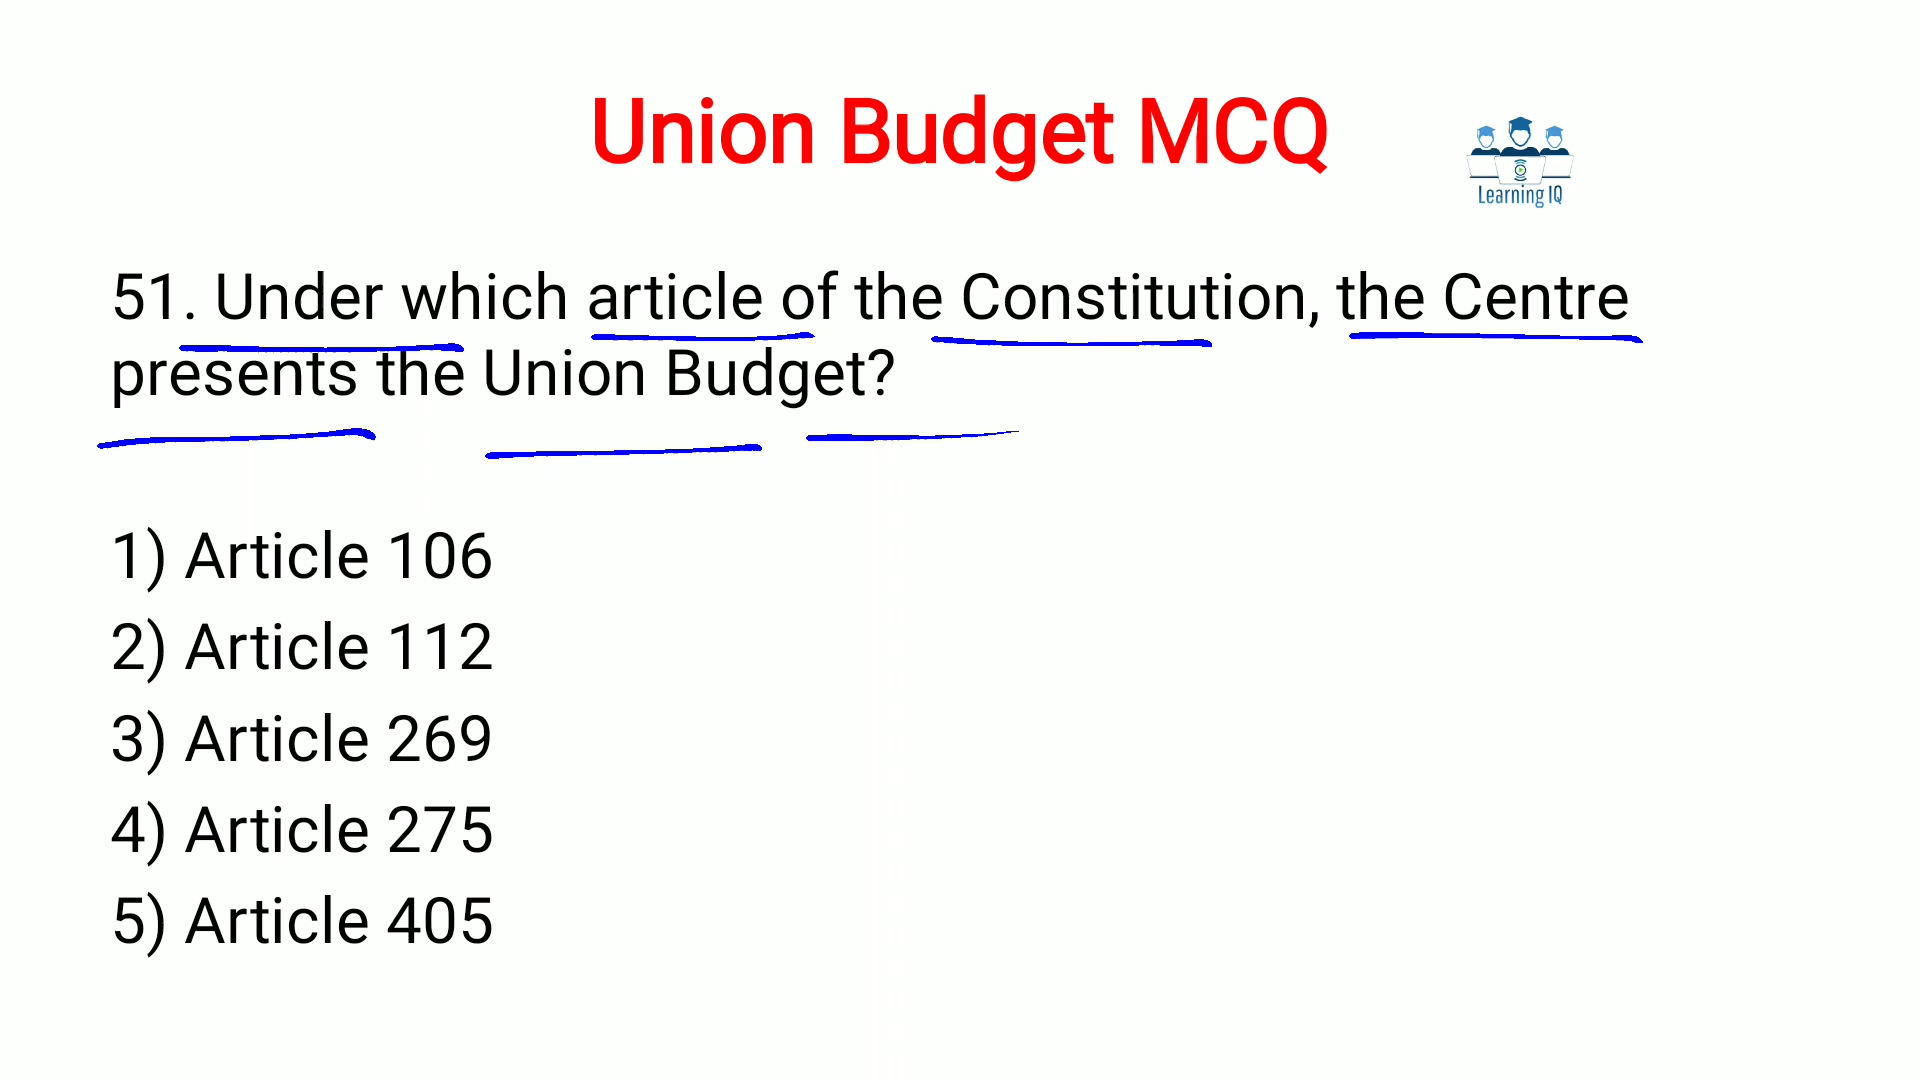 Union Budget MCQ
Learning IQ
51. Under which article of the Constitution, the Centre
presents the Union Budget?
1) Article 106
2) Article 112
3) Article 269
4) Article 275
5) Article 405